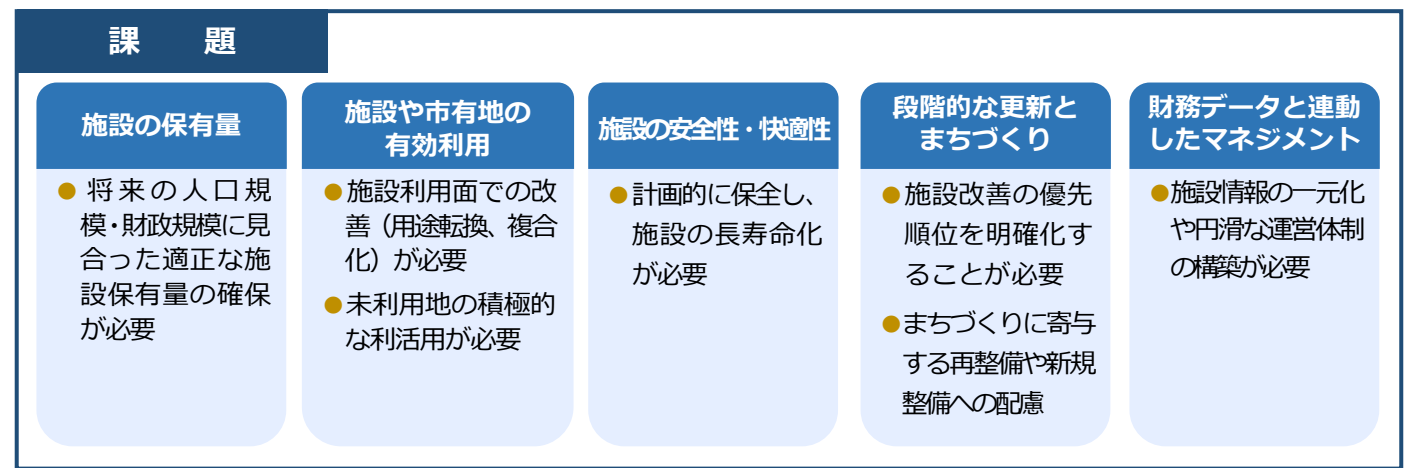 課　題
施設の保有量
●将来の人口規
模・財政規模に見
合った適正な施
設保有量の確保
が必要
施設や市有地の
有効利用
●施設利用面での改
善（用途転換、複合
化）が必要
●未利用地の積極的
な利活用が必要
施設の安全性・快適性
●計画的に保全し、
施設の長寿命化
が必要
段階的な更新と
まちづくり
●施設改善の優先
順位を明確化す
ることが必要
●まちづくりに寄与
する再整備や新規
整備への配慮
財務データと連動
したマネジメント
●施設情報の一元化
や円滑な運営体制
の構築が必要